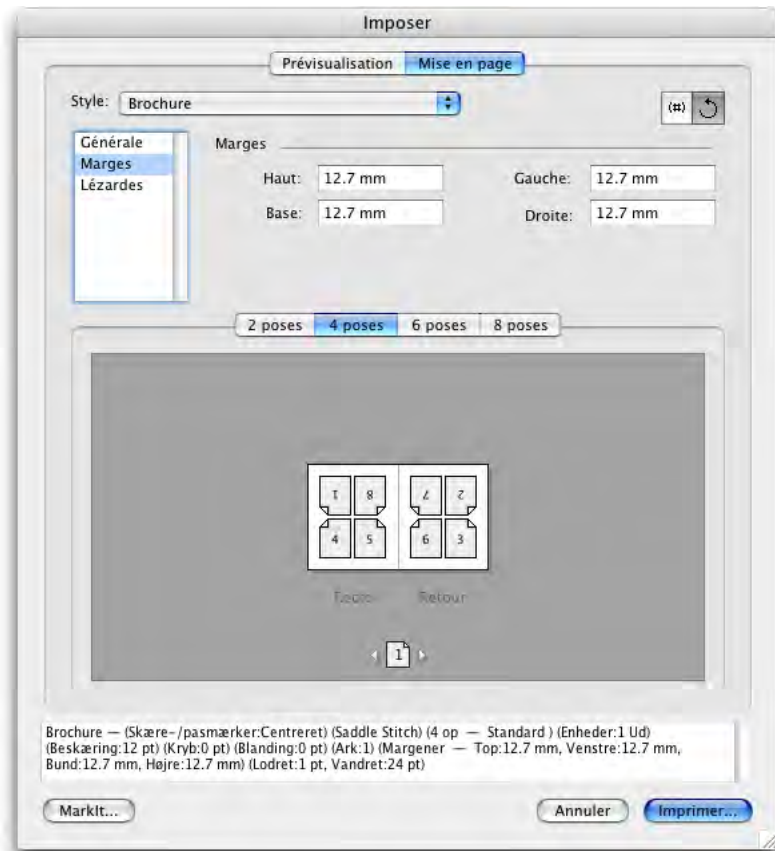 Imposer
Prévisualisation Mise en page
Style: Brochure (#)
Générale
Marges
Lézardes
Marges
Haut: 12.7 mm Gauche: 12.7 mm
Base: 12.7 mm Droite: 12.7 mm
2 poses 4 poses 6 poses 8 poses
1 8 7 2
4 5 6 3
Recto Retour
1
Brochure — (Skære-/pasmærker:Centreret) (Saddle Stitch) (4 op — Standard ) (Enheder:1 Ud)
(Beskæring:12 pt) (Kryb:0 pt) (Blanding:0 pt) (Ark:1) (Margener — Top:12.7 mm, Venstre:12.7 mm,
Bund:12.7 mm, Højre:12.7 mm) (Lodret:1 pt, Vandret:24 pt)
MarkIt... Annuler Imprimer...